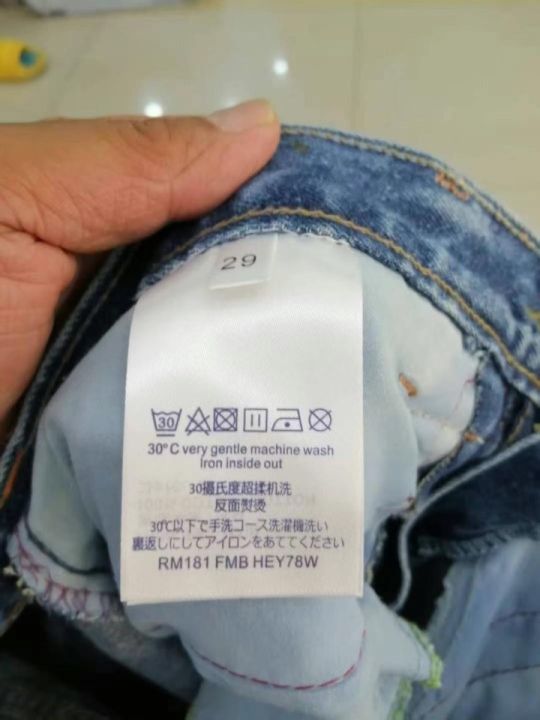 29
30
30°C very gentle machine wash
Iron inside out
30摄氏度超柔机洗
反面熨烫
30℃以下で手洗コース洗濯機洗い
裏返しにしてアイロンをあててください
RM181 FMB HEY78W